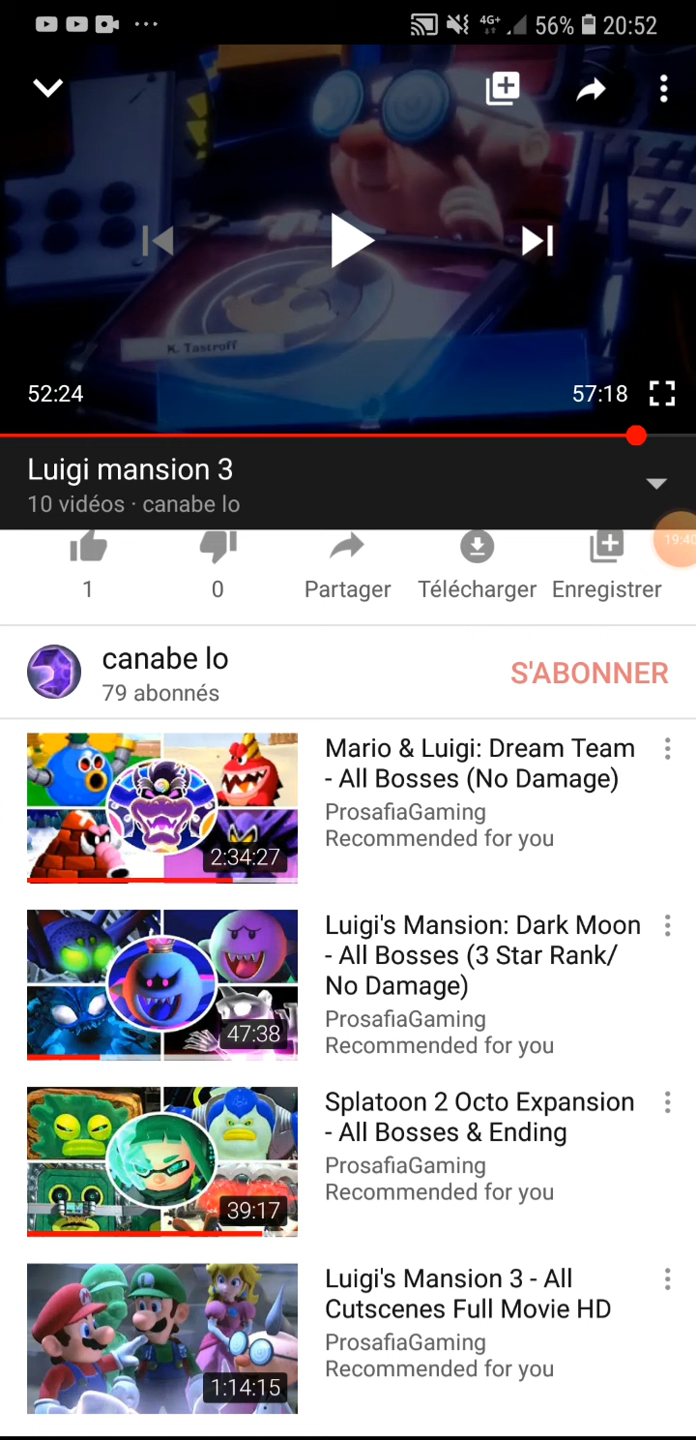 4G+ 56% 20:52
K. Tastroff
52:24 57:18
Luigi mansion 3
10 vidéos · canabe lo
19:40
1 0 Partager Télécharger Enregistrer
canabe lo
79 abonnés
S'ABONNER
Mario & Luigi: Dream Team
- All Bosses (No Damage)
ProsafiaGaming
Recommended for you
2:34:27
Luigi's Mansion: Dark Moon
- All Bosses (3 Star Rank/
No Damage)
ProsafiaGaming
Recommended for you
47:38
Splatoon 2 Octo Expansion
- All Bosses & Ending
ProsafiaGaming
Recommended for you
39:17
Luigi's Mansion 3 - All
Cutscenes Full Movie HD
ProsafiaGaming
Recommended for you
1:14:15